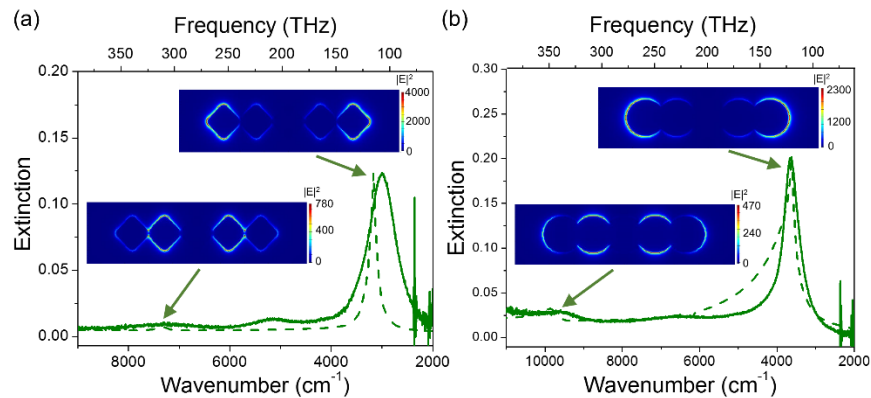 (a)
Frequency (THz)
350 300 250 200 150 100
0.20
0.15
0.10
0.05
0.00
Extinction
|E|²
4000
2000
0
|E|²
780
400
0
8000 6000 4000 2000
Wavenumber (cm⁻¹)
(b)
Frequency (THz)
350 300 250 200 150 100
0.30
0.25
0.20
0.15
0.10
0.05
0.00
Extinction
|E|²
2300
1200
0
|E|²
470
240
0
10000 8000 6000 4000 2000
Wavenumber (cm⁻¹)